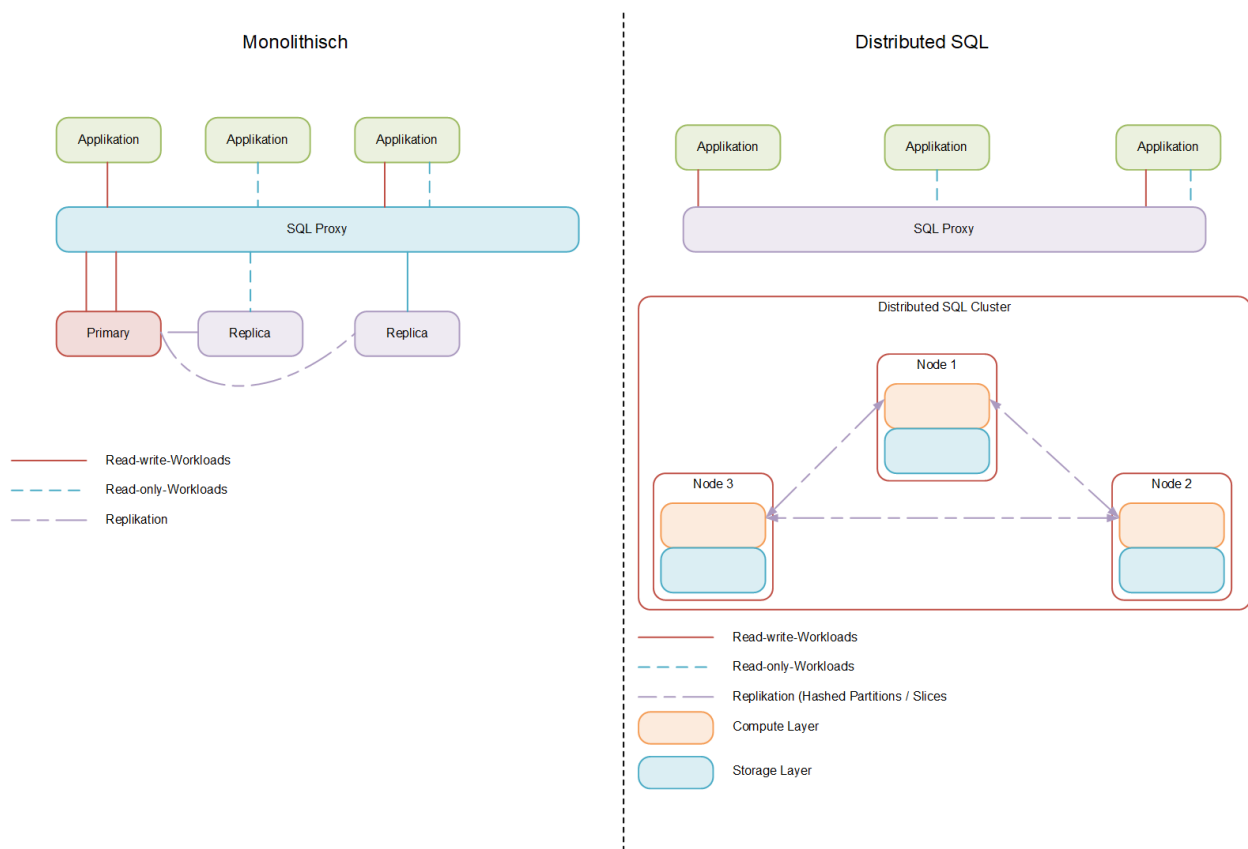 Monolithisch
Applikation
Applikation
Applikation
SQL Proxy
Primary
Replica
Replica
Read-write-Workloads
Read-only-Workloads
Replikation
Distributed SQL
Applikation
Applikation
Applikation
SQL Proxy
Distributed SQL Cluster
Node 1
Node 3
Node 2
Read-write-Workloads
Read-only-Workloads
Replikation (Hashed Partitions / Slices
Compute Layer
Storage Layer